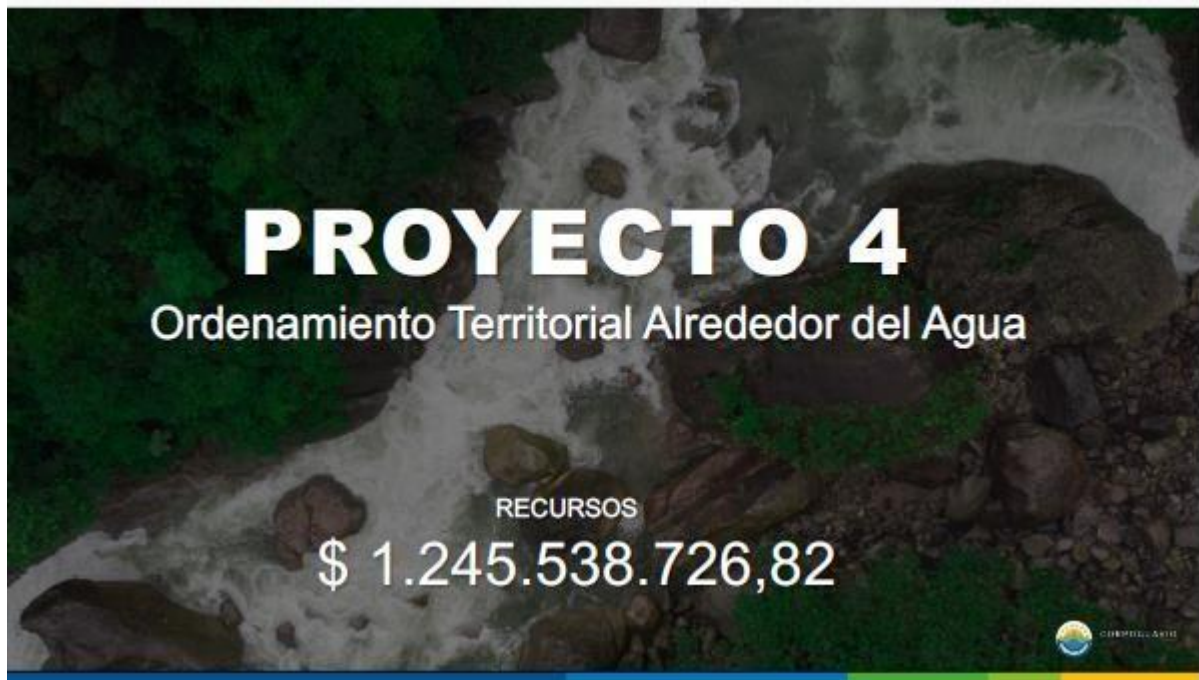 PROYECTO 4
Ordenamiento Territorial Alrededor del Agua
RECURSOS
$ 1.245.538.726,82